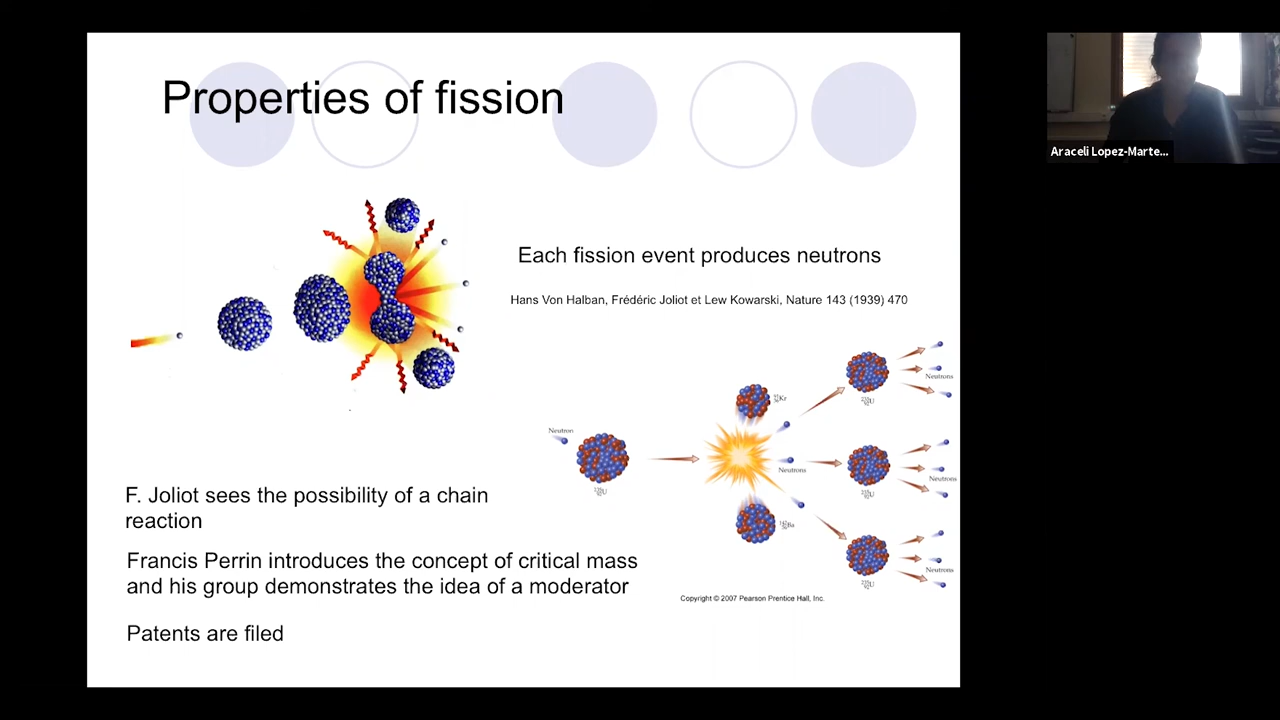 Properties of fission
Araceli Lopez-Marte...
Each fission event produces neutrons
Hans Von Halban, Frédéric Joliot et Lew Kowarski, Nature 143 (1939) 470
Neutron
Neutrons
Neutrons
Neutrons
Neutrons
F. Joliot sees the possibility of a chain
reaction
Francis Perrin introduces the concept of critical mass
and his group demonstrates the idea of a moderator
Copyright © 2007 Pearson Prentice Hall, Inc.
Patents are filed